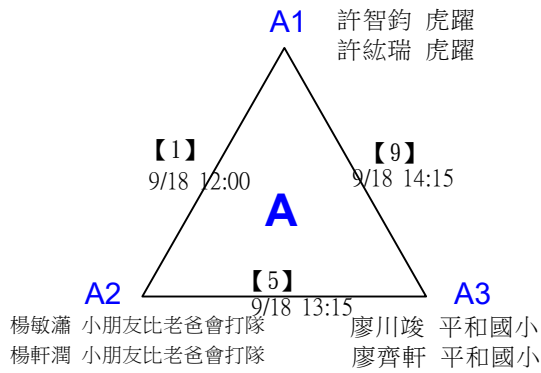 A1
許智鈞 虎躍
許紘瑞 虎躍
【1】
9/18 12:00
【9】
9/18 14:15
A
【5】
9/18 13:15
A2
楊敏瀟 小朋友比老爸會打隊
楊軒潤 小朋友比老爸會打隊
A3
廖川竣 平和國小
廖齊軒 平和國小